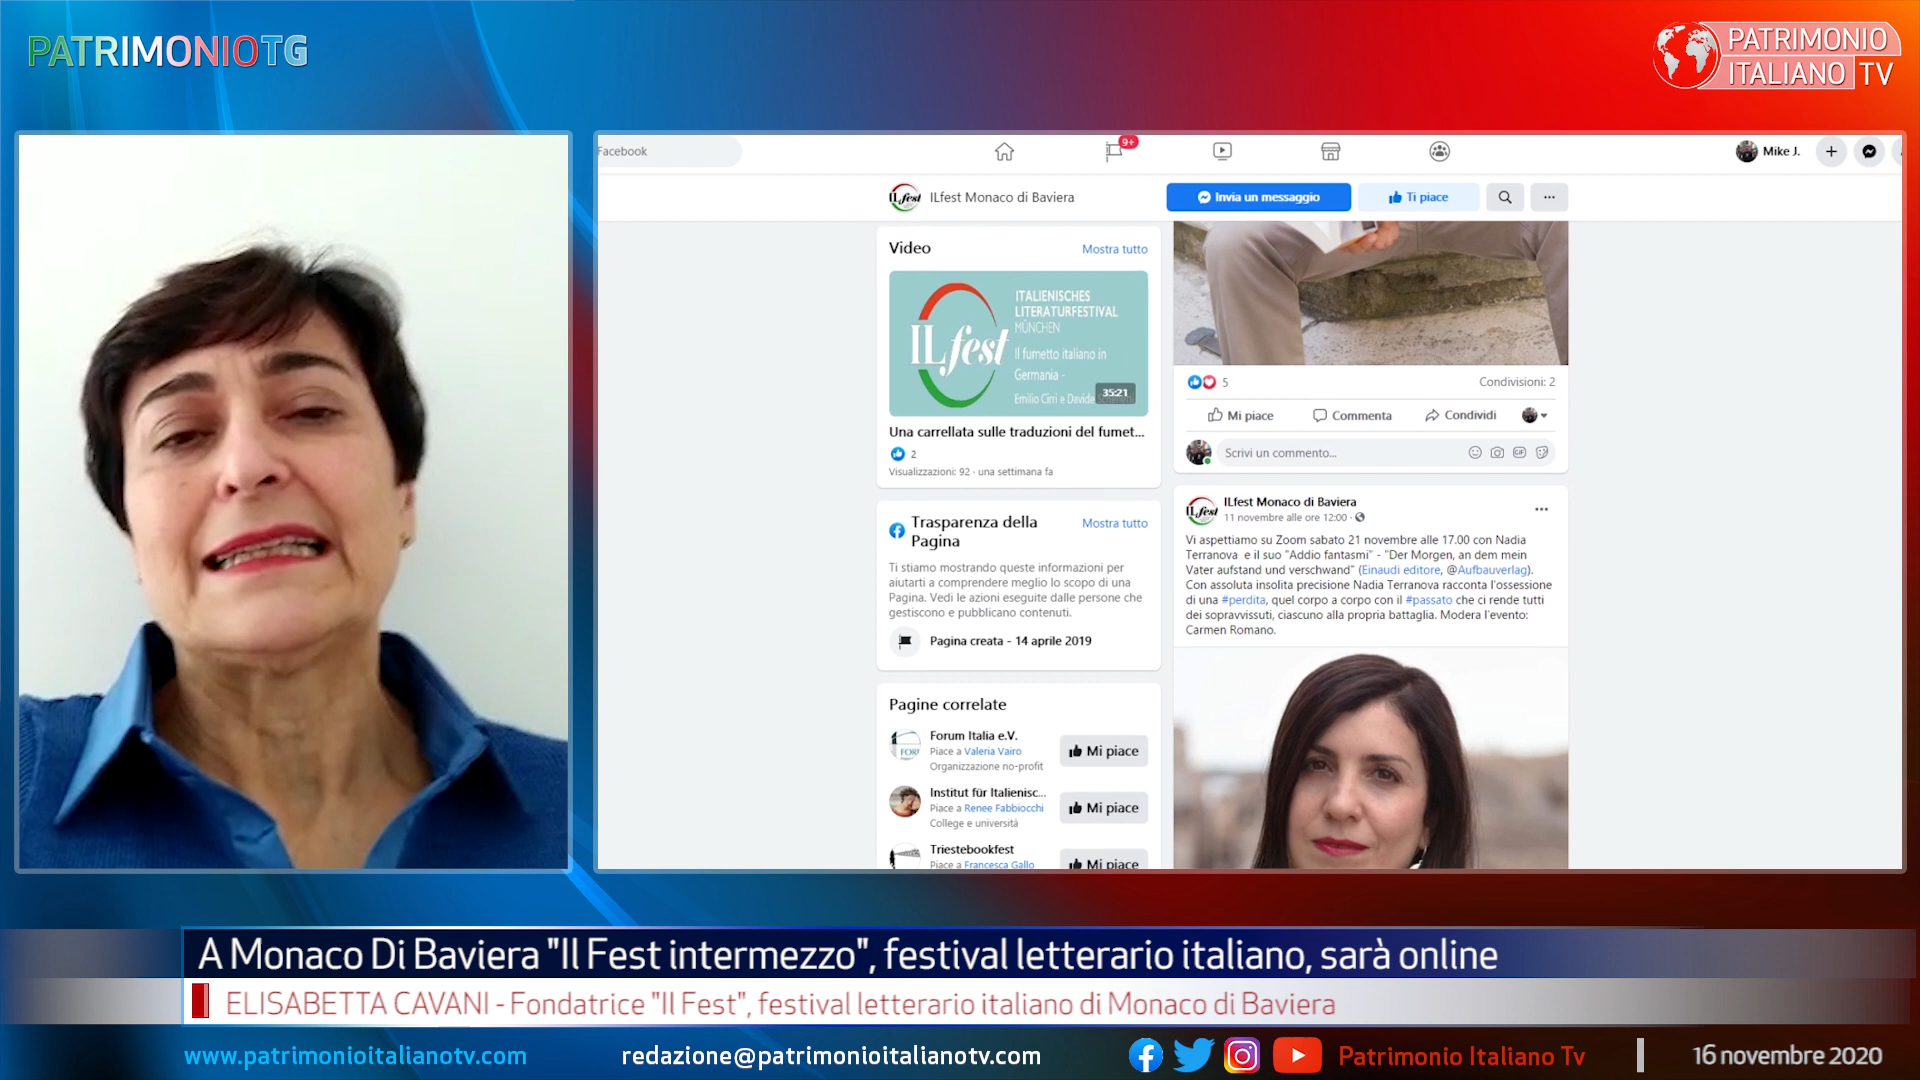 PATRIMONIOTG
PATRIMONIO
ITALIANO TV
Facebook
9+
Mike J.
ILfest
ILfest Monaco di Baviera
Invia un messaggio
Ti piace
Video
Mostra tutto
ILfest
ITALIENISCHES
LITERATURFESTIVAL
MÜNCHEN
Il fumetto italiano in
Germania -
Emilio Cirri e Davide
35:21
Una carrellata sulle traduzioni del fumet...
2
Visualizzazioni: 92 · una settimana fa
Trasparenza della
Pagina
Mostra tutto
Ti stiamo mostrando queste informazioni per
aiutarti a comprendere meglio lo scopo di una
Pagina. Vedi le azioni eseguite dalle persone che
gestiscono e pubblicano contenuti.
Pagina creata - 14 aprile 2019
Pagine correlate
Forum Italia e.V.
Piace a Valeria Vairo
Organizzazione no-profit
Mi piace
Institut für Italienisc...
Piace a Renee Fabbiocchi
College e università
Mi piace
Triestebookfest
Piace a Francesca Gallo
Mi piace
5
Condivisioni: 2
Mi piace
Commenta
Condividi
Scrivi un commento...
GIF
ILfest
ILfest Monaco di Baviera
11 novembre alle ore 12:00 ·
Vi aspettiamo su Zoom sabato 21 novembre alle 17.00 con Nadia
Terranova e il suo "Addio fantasmi" - "Der Morgen, an dem mein
Vater aufstand und verschwand" (Einaudi editore, @Aufbauverlag).
Con assoluta insolita precisione Nadia Terranova racconta l'ossessione
di una #perdita, quel corpo a corpo con il #passato che ci rende tutti
dei sopravvissuti, ciascuno alla propria battaglia. Modera l'evento:
Carmen Romano.
A Monaco Di Baviera "Il Fest intermezzo", festival letterario italiano, sarà online
ELISABETTA CAVANI - Fondatrice "Il Fest", festival letterario italiano di Monaco di Baviera
www.patrimonioitalianotv.com
redazione@patrimonioitalianotv.com
Patrimonio Italiano Tv
16 novembre 2020